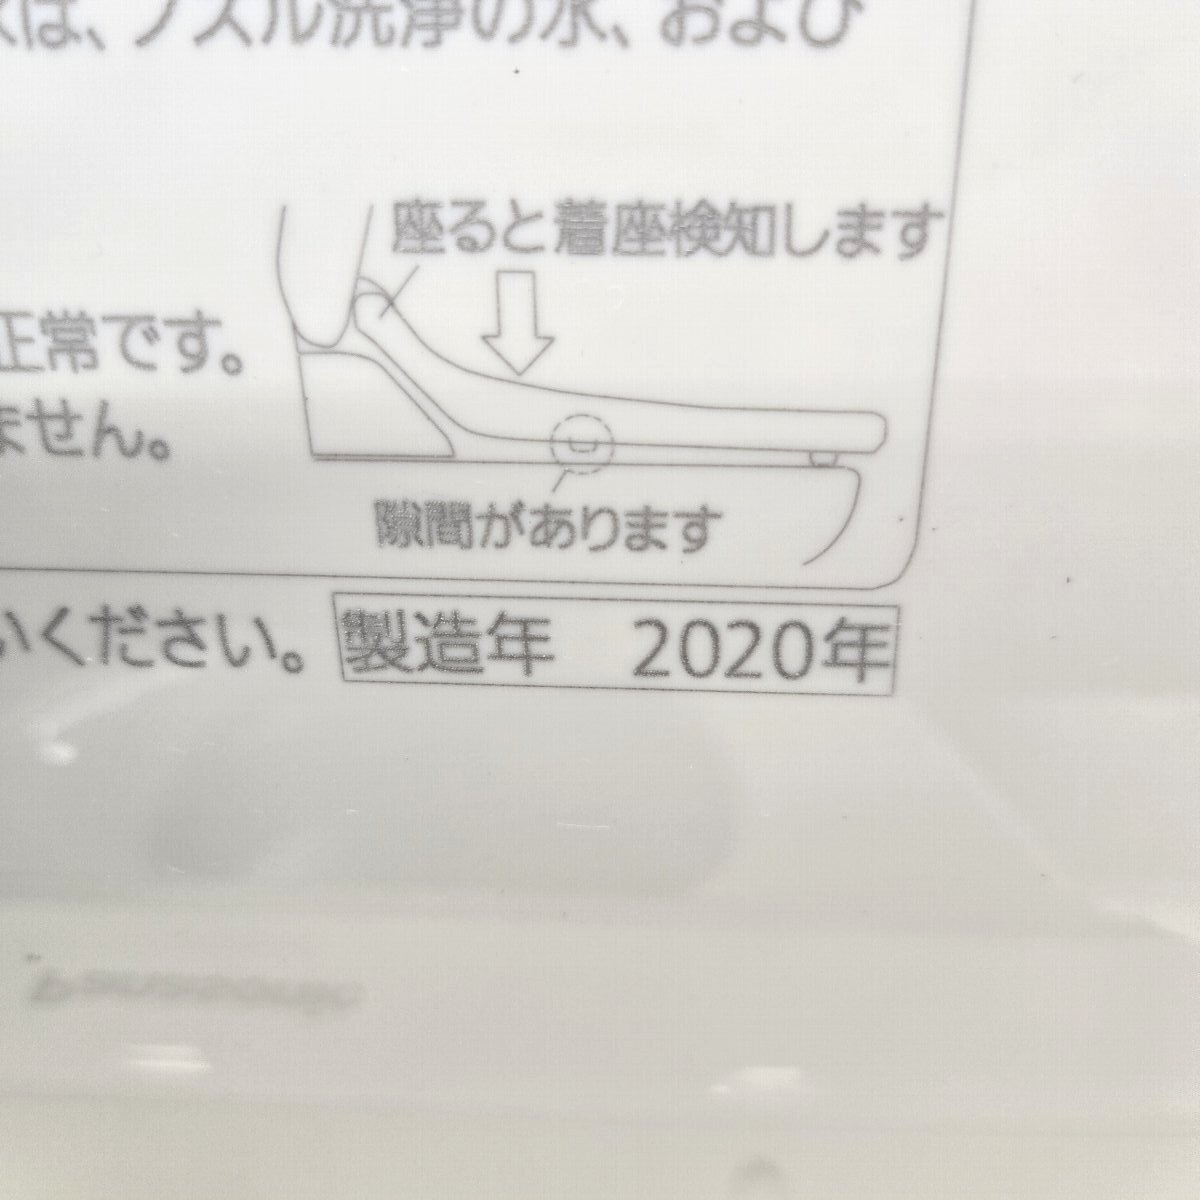 は、ノズル洗浄の水、および
座ると着座検知します
正常です。
ません。
隙間があります
いください。
製造年 2020年